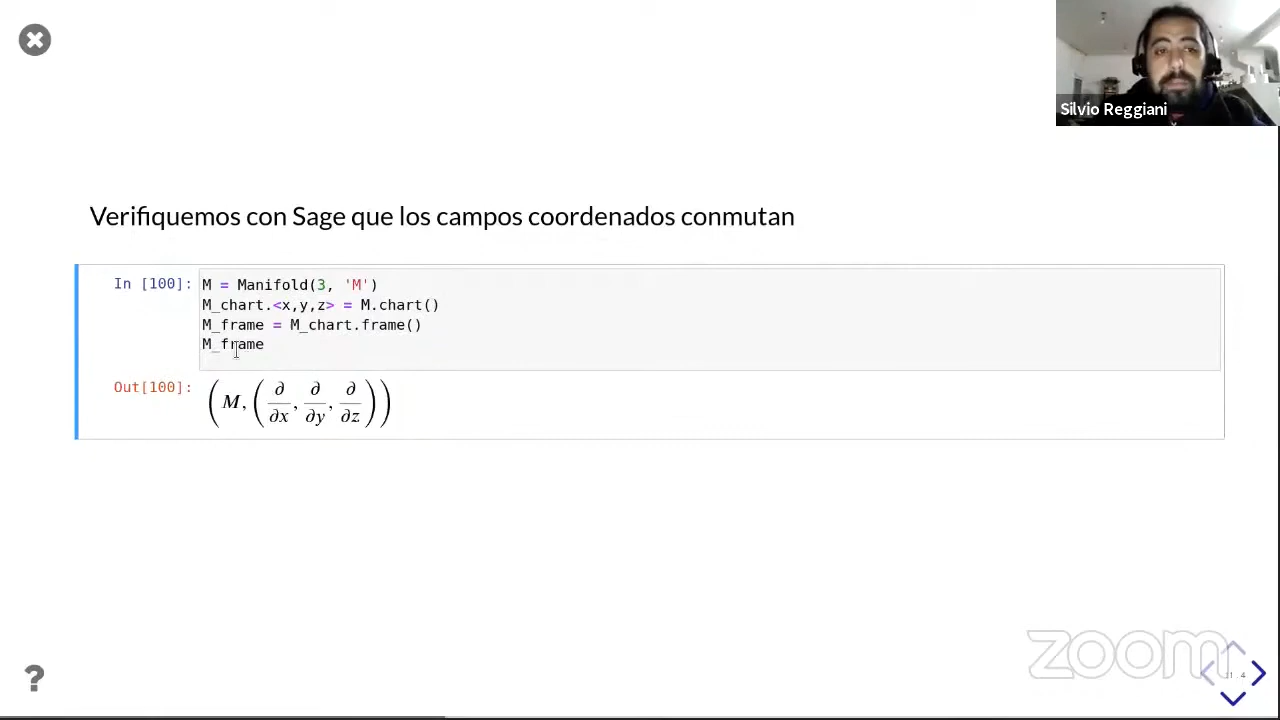 Silvio Reggiani
Verifiquemos con Sage que los campos coordenados conmutan
In [100]:
M = Manifold(3, 'M')
M_chart.<x,y,z> = M.chart()
M_frame = M_chart.frame()
M_frame
Out[100]:
(M, (∂/∂x, ∂/∂y, ∂/∂z))
zoom
?